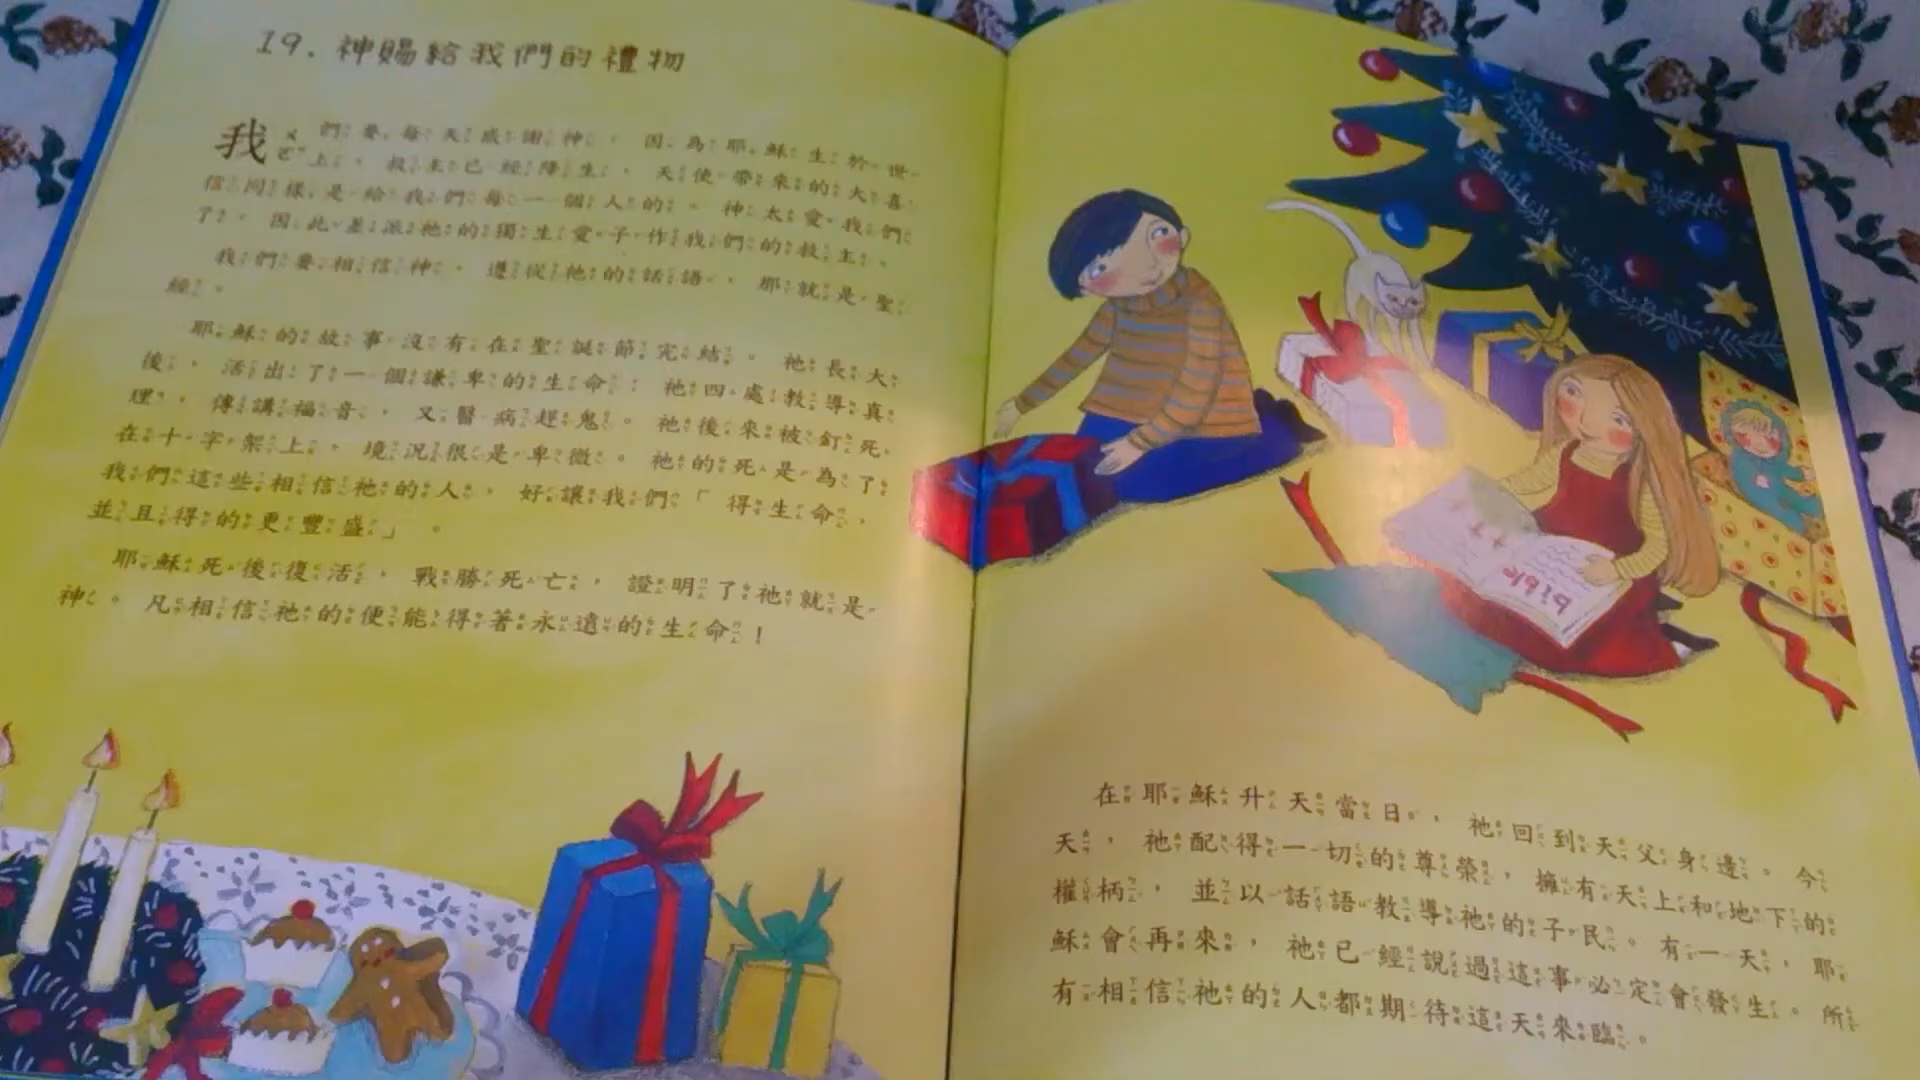 19. 神賜給我們的禮物
我們要每天感謝神。因為耶穌生於世
上。救主已經降生。天使帶來的大喜
信同樣是給我們每一個人的。神太愛我們
了。因此差派祂的獨生愛子作我們的救主。
我們要相信神。遵從祂的話語。那就是聖
經。
耶穌的故事沒有在聖誕節完結。祂長大
後,活出了一個謙卑的生命;祂四處教導真
理,傳講福音,又醫病趕鬼。祂後來被釘死
在十字架上。境況很是卑微。祂的死是為了
我們這些相信祂的人,好讓我們「得生命,
並且得的更豐盛」。
耶穌死後復活,戰勝死亡,證明了祂就是
神。凡相信祂的便能得著永遠的生命!
bible
在耶穌升天當日,祂回到天父身邊。今
天,祂配得一切的尊榮,擁有天上和地下的
權柄,並以話語教導祂的子民。有一天,耶
穌會再來,祂已經說過這事必定會發生。所
有相信祂的人都期待這天來臨。